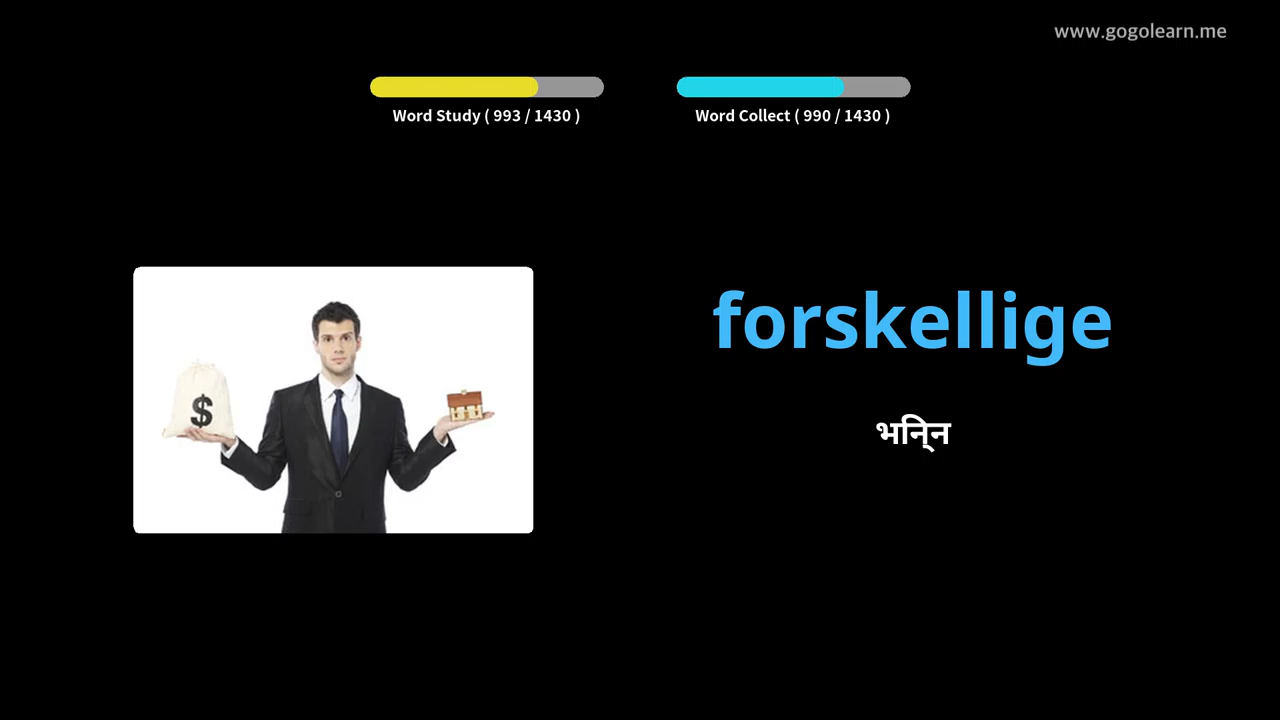 www.gogolearn.me
Word Study ( 993 / 1430 )
Word Collect ( 990 / 1430 )
forskellige
भिन्न
$